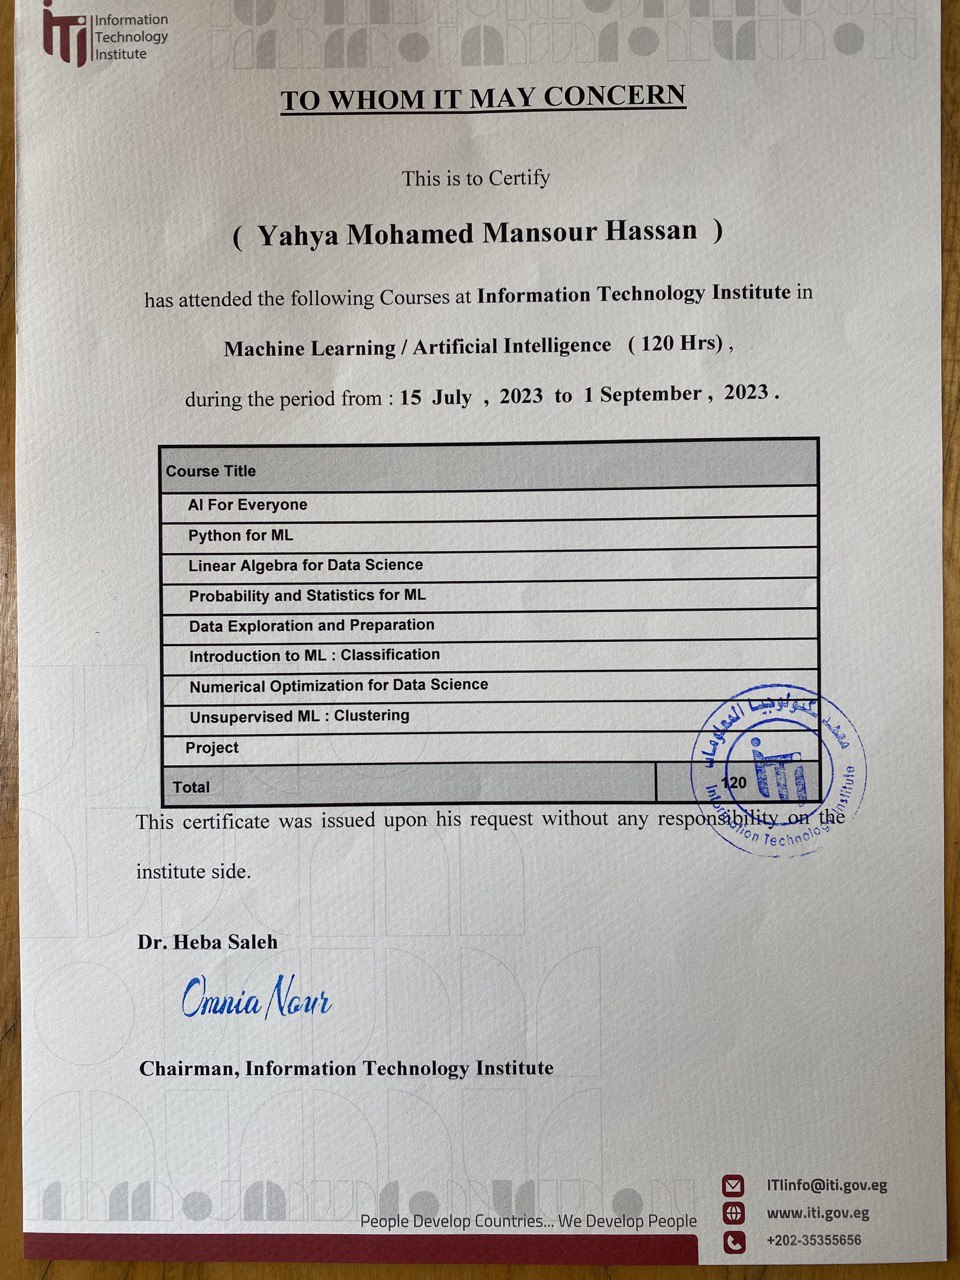 iTi
Information
Technology
Institute
TO WHOM IT MAY CONCERN
This is to Certify
( Yahya Mohamed Mansour Hassan )
has attended the following Courses at Information Technology Institute in
Machine Learning / Artificial Intelligence ( 120 Hrs) ,
during the period from : 15 July , 2023 to 1 September , 2023 .
Course Title
AI For Everyone
Python for ML
Linear Algebra for Data Science
Probability and Statistics for ML
Data Exploration and Preparation
Introduction to ML : Classification
Numerical Optimization for Data Science
Unsupervised ML : Clustering
Project
Total 120
معهد تكنولوجيا المعلومات
iTi
Information Technology Institute
This certificate was issued upon his request without any responsibility on the
institute side.
Dr. Heba Saleh
Omnia Nour
Chairman, Information Technology Institute
People Develop Countries... We Develop People
ITIinfo@iti.gov.eg
www.iti.gov.eg
+202-35355656